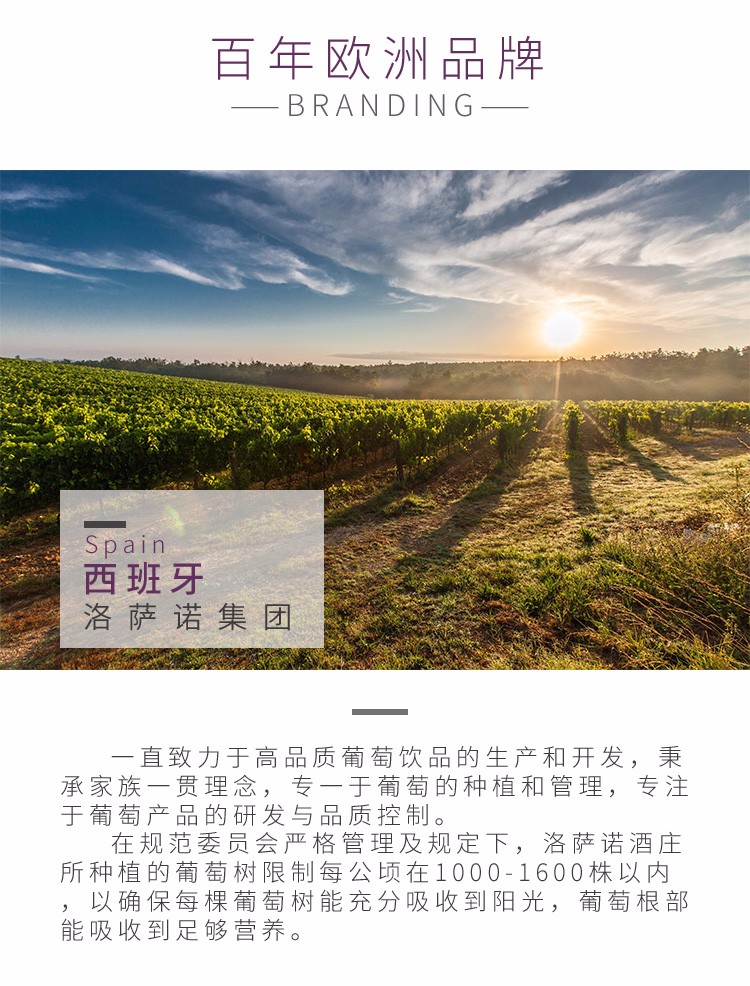 百年欧洲品牌
BRANDING
Spain
西班牙
洛萨诺集团
一直致力于高品质葡萄饮品的生产和开发，秉
承家族一贯理念，专一于葡萄的种植和管理，专注
于葡萄产品的研发与品质控制。
在规范委员会严格管理及规定下，洛萨诺酒庄
所种植的葡萄树限制每公顷在1000-1600株以内
，以确保每棵葡萄树能充分吸收到阳光，葡萄根部
能吸收到足够营养。